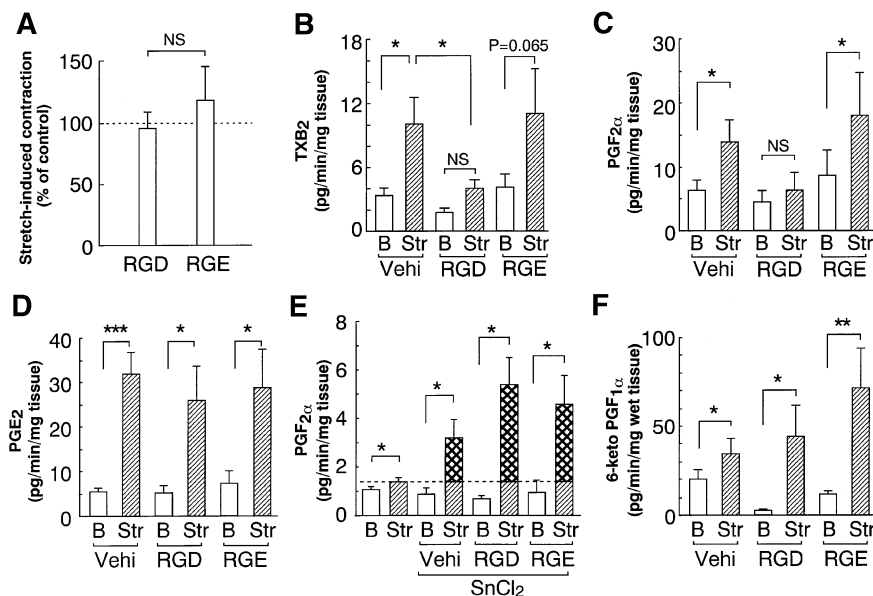 A
Stretch-induced contraction
(% of control)
150
100
50
0
NS
RGD RGE
B
TXB2
(pg/min/mg tissue)
18
12
6
0
* * P=0.065
NS
B Str B Str B Str
Vehi RGD RGE
C
PGF2α
(pg/min/mg tissue)
30
20
10
0
* NS *
B Str B Str B Str
Vehi RGD RGE
D
PGE2
(pg/min/mg tissue)
40
30
20
10
0
*** * *
B Str B Str B Str
Vehi RGD RGE
E
PGF2α
(pg/min/mg tissue)
8
6
4
2
0
* * * *
B Str B Str B Str B Str
Vehi RGD RGE
SnCl2
F
6-keto PGF1α
(pg/min/mg wet tissue)
100
50
0
* * **
B Str B Str B Str
Vehi RGD RGE